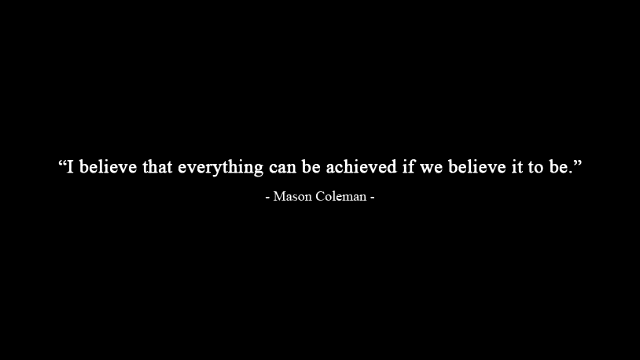 “I believe that everything can be achieved if we believe it to be.”
- Mason Coleman -